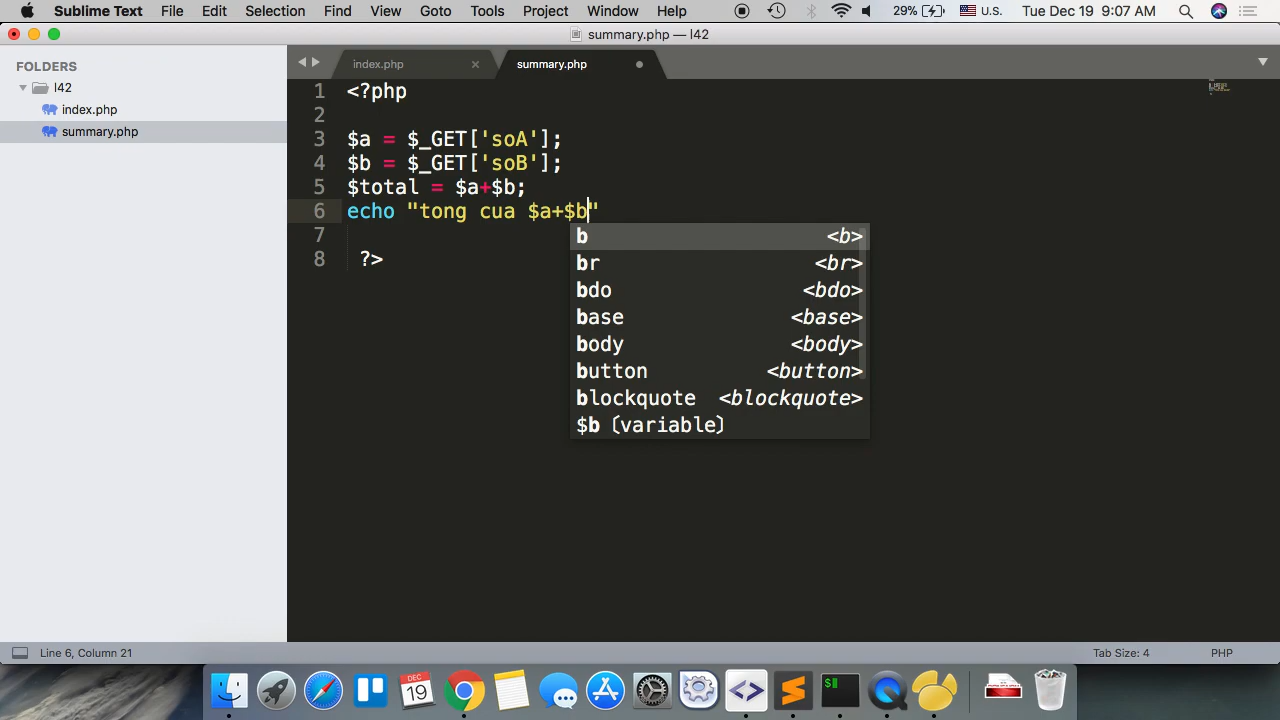 Sublime Text File Edit Selection Find View Goto Tools Project Window Help 29% U.S. Tue Dec 19 9:07 AM
summary.php — l42
FOLDERS
l42
index.php
summary.php
index.php × summary.php
1 <?php
2
3 $a = $_GET['soA'];
4 $b = $_GET['soB'];
5 $total = $a+$b;
6 echo "tong cua $a+$b"
7
8 ?>
b <b>
br <br>
bdo <bdo>
base <base>
body <body>
button <button>
blockquote <blockquote>
$b (variable)
Line 6, Column 21 Tab Size: 4 PHP
DEC
19
$